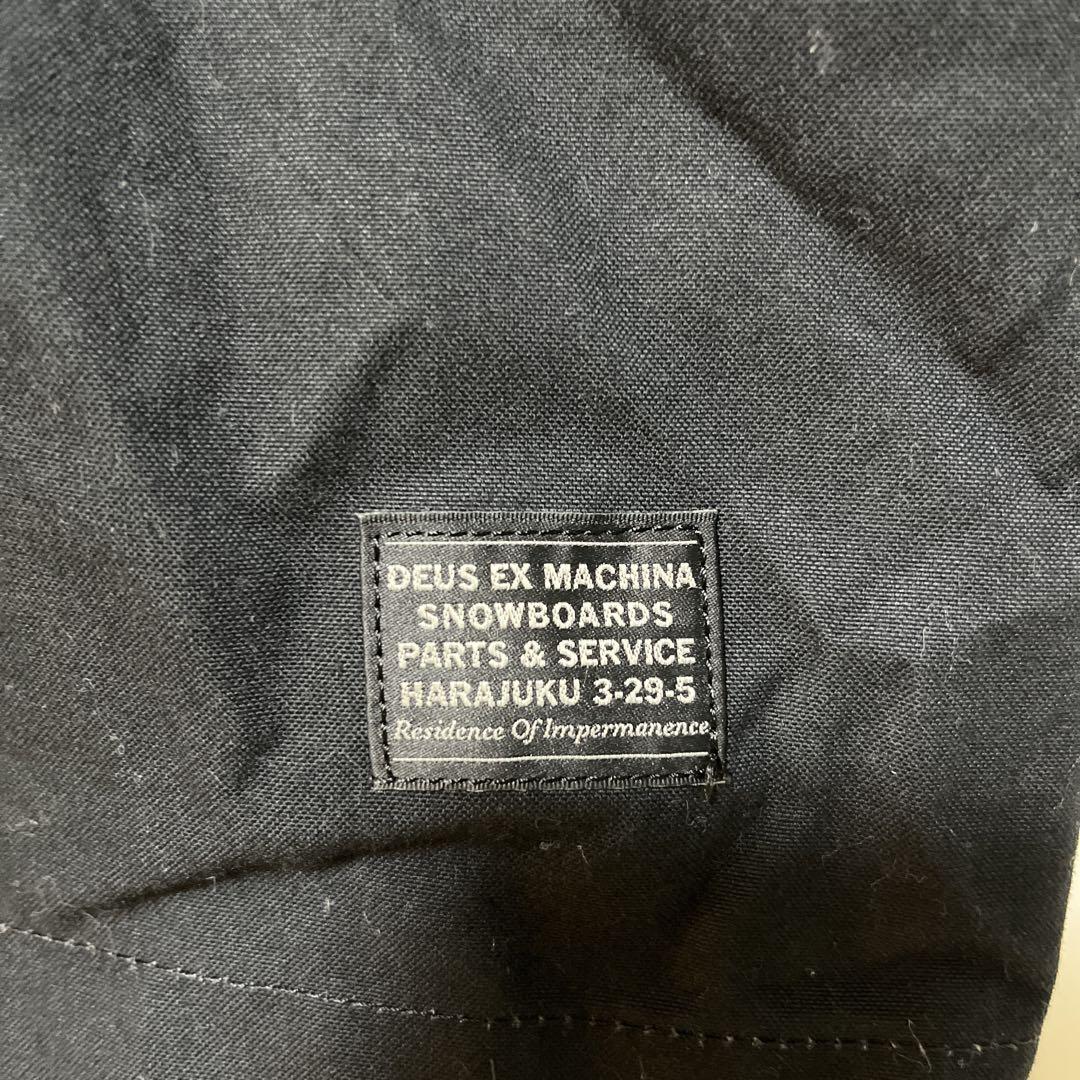 DEUS EX MACHINA
SNOWBOARDS
PARTS & SERVICE
HARAJUKU 3-29-5
Residence Of Impermanence